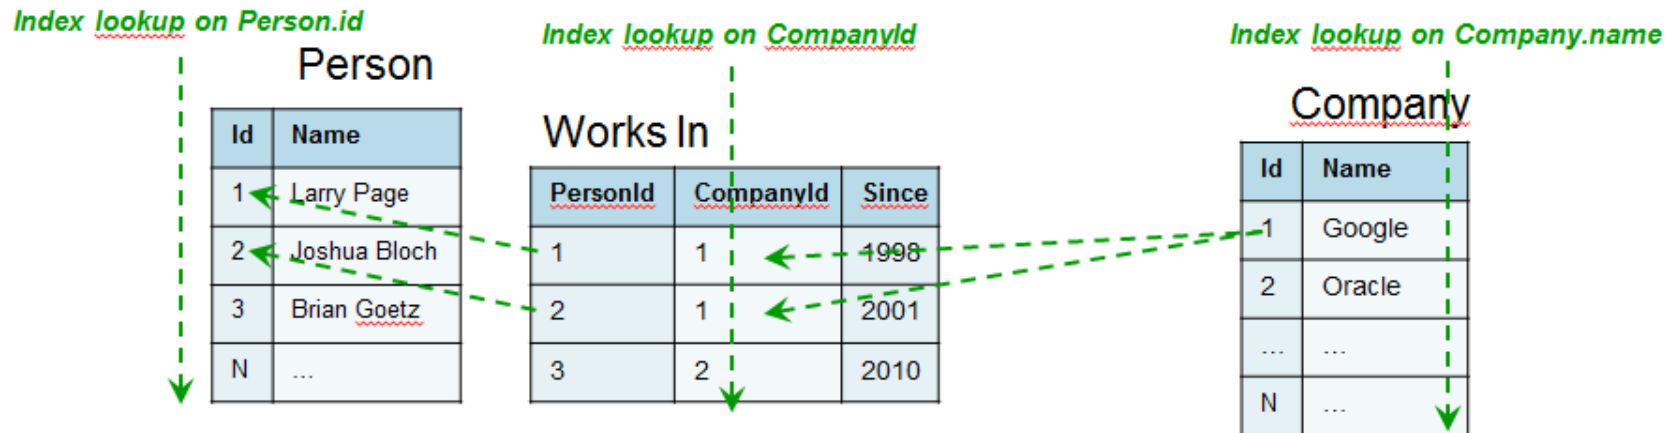 Index lookup on Person.id
Index lookup on CompanyId
Index lookup on Company.name
Person
Id Name
1 Larry Page
2 Joshua Bloch
3 Brian Goetz
N ...
Works In
PersonId CompanyId Since
1 1 1998
2 1 2001
3 2 2010
Company
Id Name
1 Google
2 Oracle
... ...
N ...